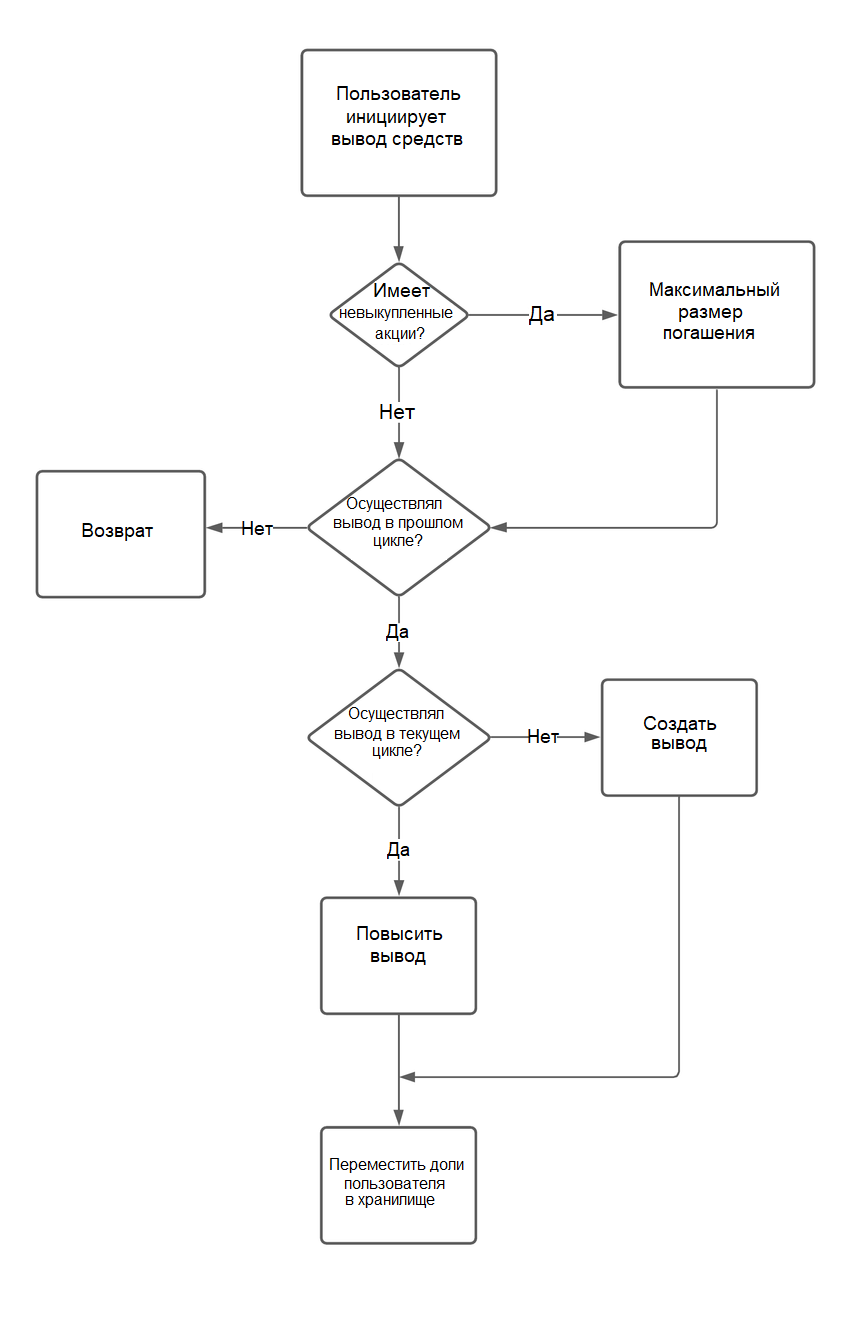 Пользователь
инициирует
вывод средств
Имеет
невыкупленные
акции?
Да
Максимальный
размер
погашения
Нет
Осуществлял
вывод в прошлом
цикле?
Нет
Возврат
Да
Осуществлял
вывод в текущем
цикле?
Нет
Создать
вывод
Да
Повысить
вывод
Переместить доли
пользователя
в хранилище